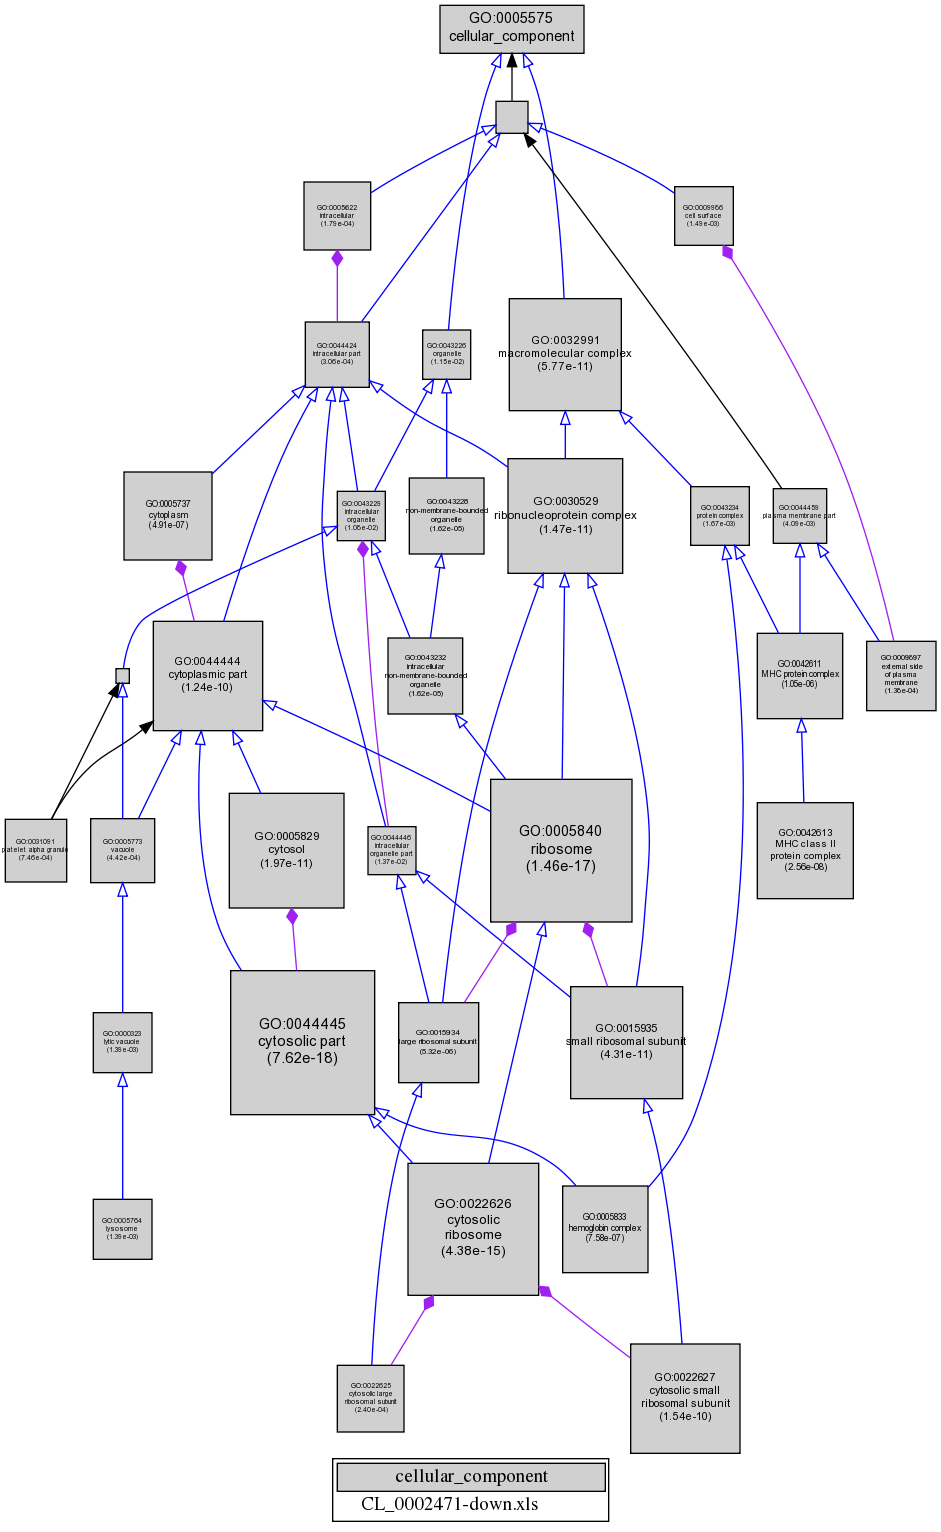 GO:0005575
cellular_component
GO:0005622
intracellular
(1.79e-04)
GO:0009986
cell surface
(1.49e-03)
GO:0044424
intracellular part
(3.06e-04)
GO:0043226
organelle
(1.15e-02)
GO:0032991
macromolecular complex
(5.77e-11)
GO:0005737
cytoplasm
(4.91e-07)
GO:0043229
intracellular
organelle
(1.06e-02)
GO:0043228
non-membrane-bounded
organelle
(1.62e-05)
GO:0030529
ribonucleoprotein complex
(1.47e-11)
GO:0043234
protein complex
(1.67e-03)
GO:0044459
plasma membrane part
(4.09e-03)
GO:0044444
cytoplasmic part
(1.24e-10)
GO:0043232
intracellular
non-membrane-bounded
organelle
(1.62e-05)
GO:0042611
MHC protein complex
(1.05e-06)
GO:0009897
external side
of plasma
membrane
(1.36e-04)
GO:0031091
platelet alpha granule
(7.46e-04)
GO:0005773
vacuole
(4.42e-04)
GO:0005829
cytosol
(1.97e-11)
GO:0044446
intracellular
organelle part
(1.37e-02)
GO:0005840
ribosome
(1.46e-17)
GO:0042613
MHC class II
protein complex
(2.56e-08)
GO:0000323
lytic vacuole
(1.39e-03)
GO:0044445
cytosolic part
(7.62e-18)
GO:0015934
large ribosomal subunit
(5.32e-06)
GO:0015935
small ribosomal subunit
(4.31e-11)
GO:0005764
lysosome
(1.39e-03)
GO:0022626
cytosolic
ribosome
(4.38e-15)
GO:0005833
hemoglobin complex
(7.58e-07)
GO:0022625
cytosolic large
ribosomal subunit
(2.40e-04)
GO:0022627
cytosolic small
ribosomal subunit
(1.54e-10)
cellular_component
CL_0002471-down.xls